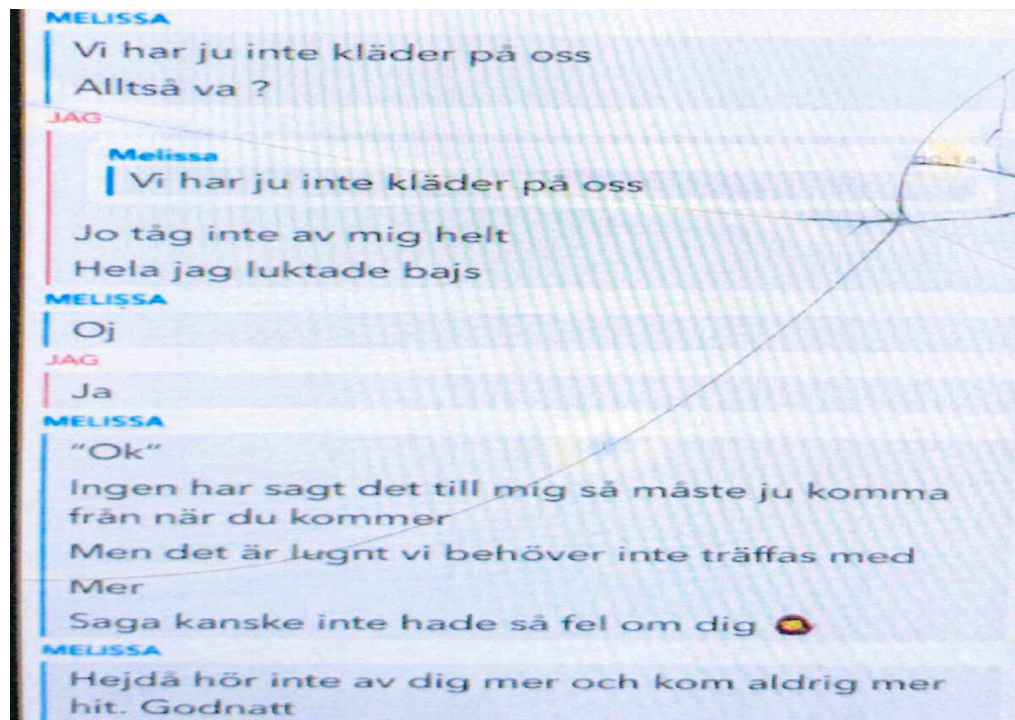 MELISSA
Vi har ju inte kläder på oss
Alltså va ?
JAG
Melissa
20.14
Vi har ju inte kläder på oss
Jo tåg inte av mig helt
Hela jag luktade bajs
MELISSA
Oj
JAG
Ja
MELISSA
“Ok“
Ingen har sagt det till mig så måste ju komma
från när du kommer
Men det är lugnt vi behöver inte träffas med
Mer
Saga kanske inte hade så fel om dig
MELISSA
Hejdå hör inte av dig mer och kom aldrig mer
hit. Godnatt